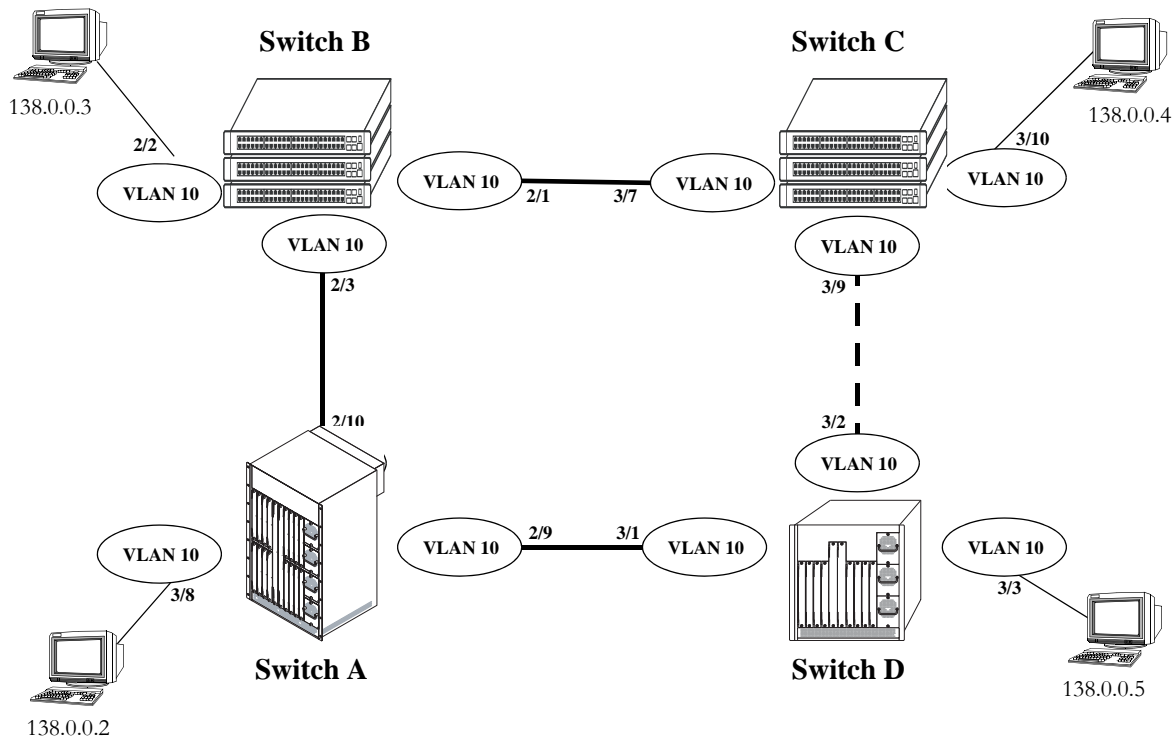 Switch B
Switch C
138.0.0.3
138.0.0.4
2/2
3/10
VLAN 10
VLAN 10
2/1
3/7
VLAN 10
VLAN 10
VLAN 10
2/3
VLAN 10
3/9
2/10
3/2
VLAN 10
VLAN 10
3/8
VLAN 10
2/9
3/1
VLAN 10
VLAN 10
3/3
Switch A
Switch D
138.0.0.2
138.0.0.5